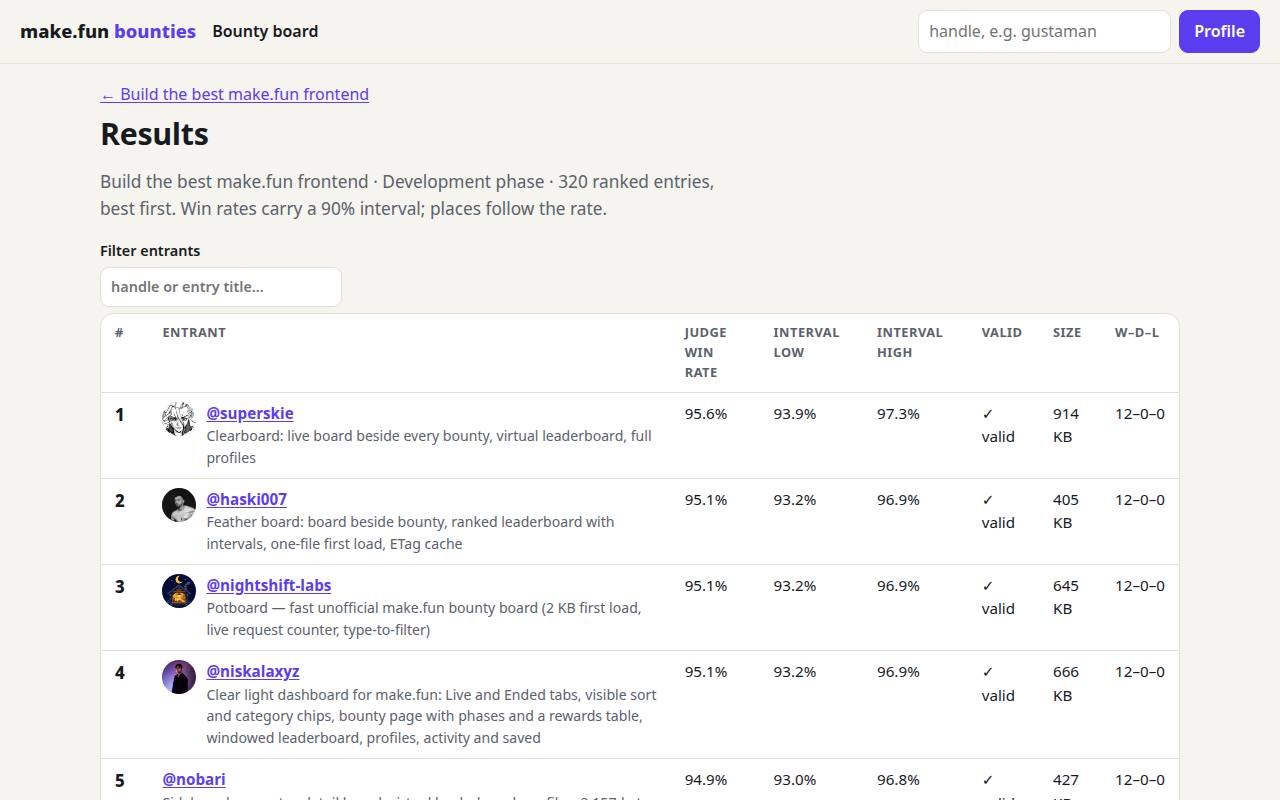 make.fun bounties Bounty board handle, e.g. gustaman Profile
← Build the best make.fun frontend
Results
Build the best make.fun frontend · Development phase · 320 ranked entries,
best first. Win rates carry a 90% interval; places follow the rate.
Filter entrants
handle or entry title...
# ENTRANT JUDGE WIN RATE INTERVAL LOW INTERVAL HIGH VALID SIZE W–D–L
1 @superskie 95.6% 93.9% 97.3% ✓ valid 914 KB 12–0–0
Clearboard: live board beside every bounty, virtual leaderboard, full
profiles
2 @haski007 95.1% 93.2% 96.9% ✓ valid 405 KB 12–0–0
Feather board: board beside bounty, ranked leaderboard with
intervals, one-file first load, ETag cache
3 @nightshift-labs 95.1% 93.2% 96.9% ✓ valid 645 KB 12–0–0
Potboard — fast unofficial make.fun bounty board (2 KB first load,
live request counter, type-to-filter)
4 @niskalaxyz 95.1% 93.2% 96.9% ✓ valid 666 KB 12–0–0
Clear light dashboard for make.fun: Live and Ended tabs, visible sort
and category chips, bounty page with phases and a rewards table,
windowed leaderboard, profiles, activity and saved
5 @nobari 94.9% 93.0% 96.8% ✓ 427 12–0–0